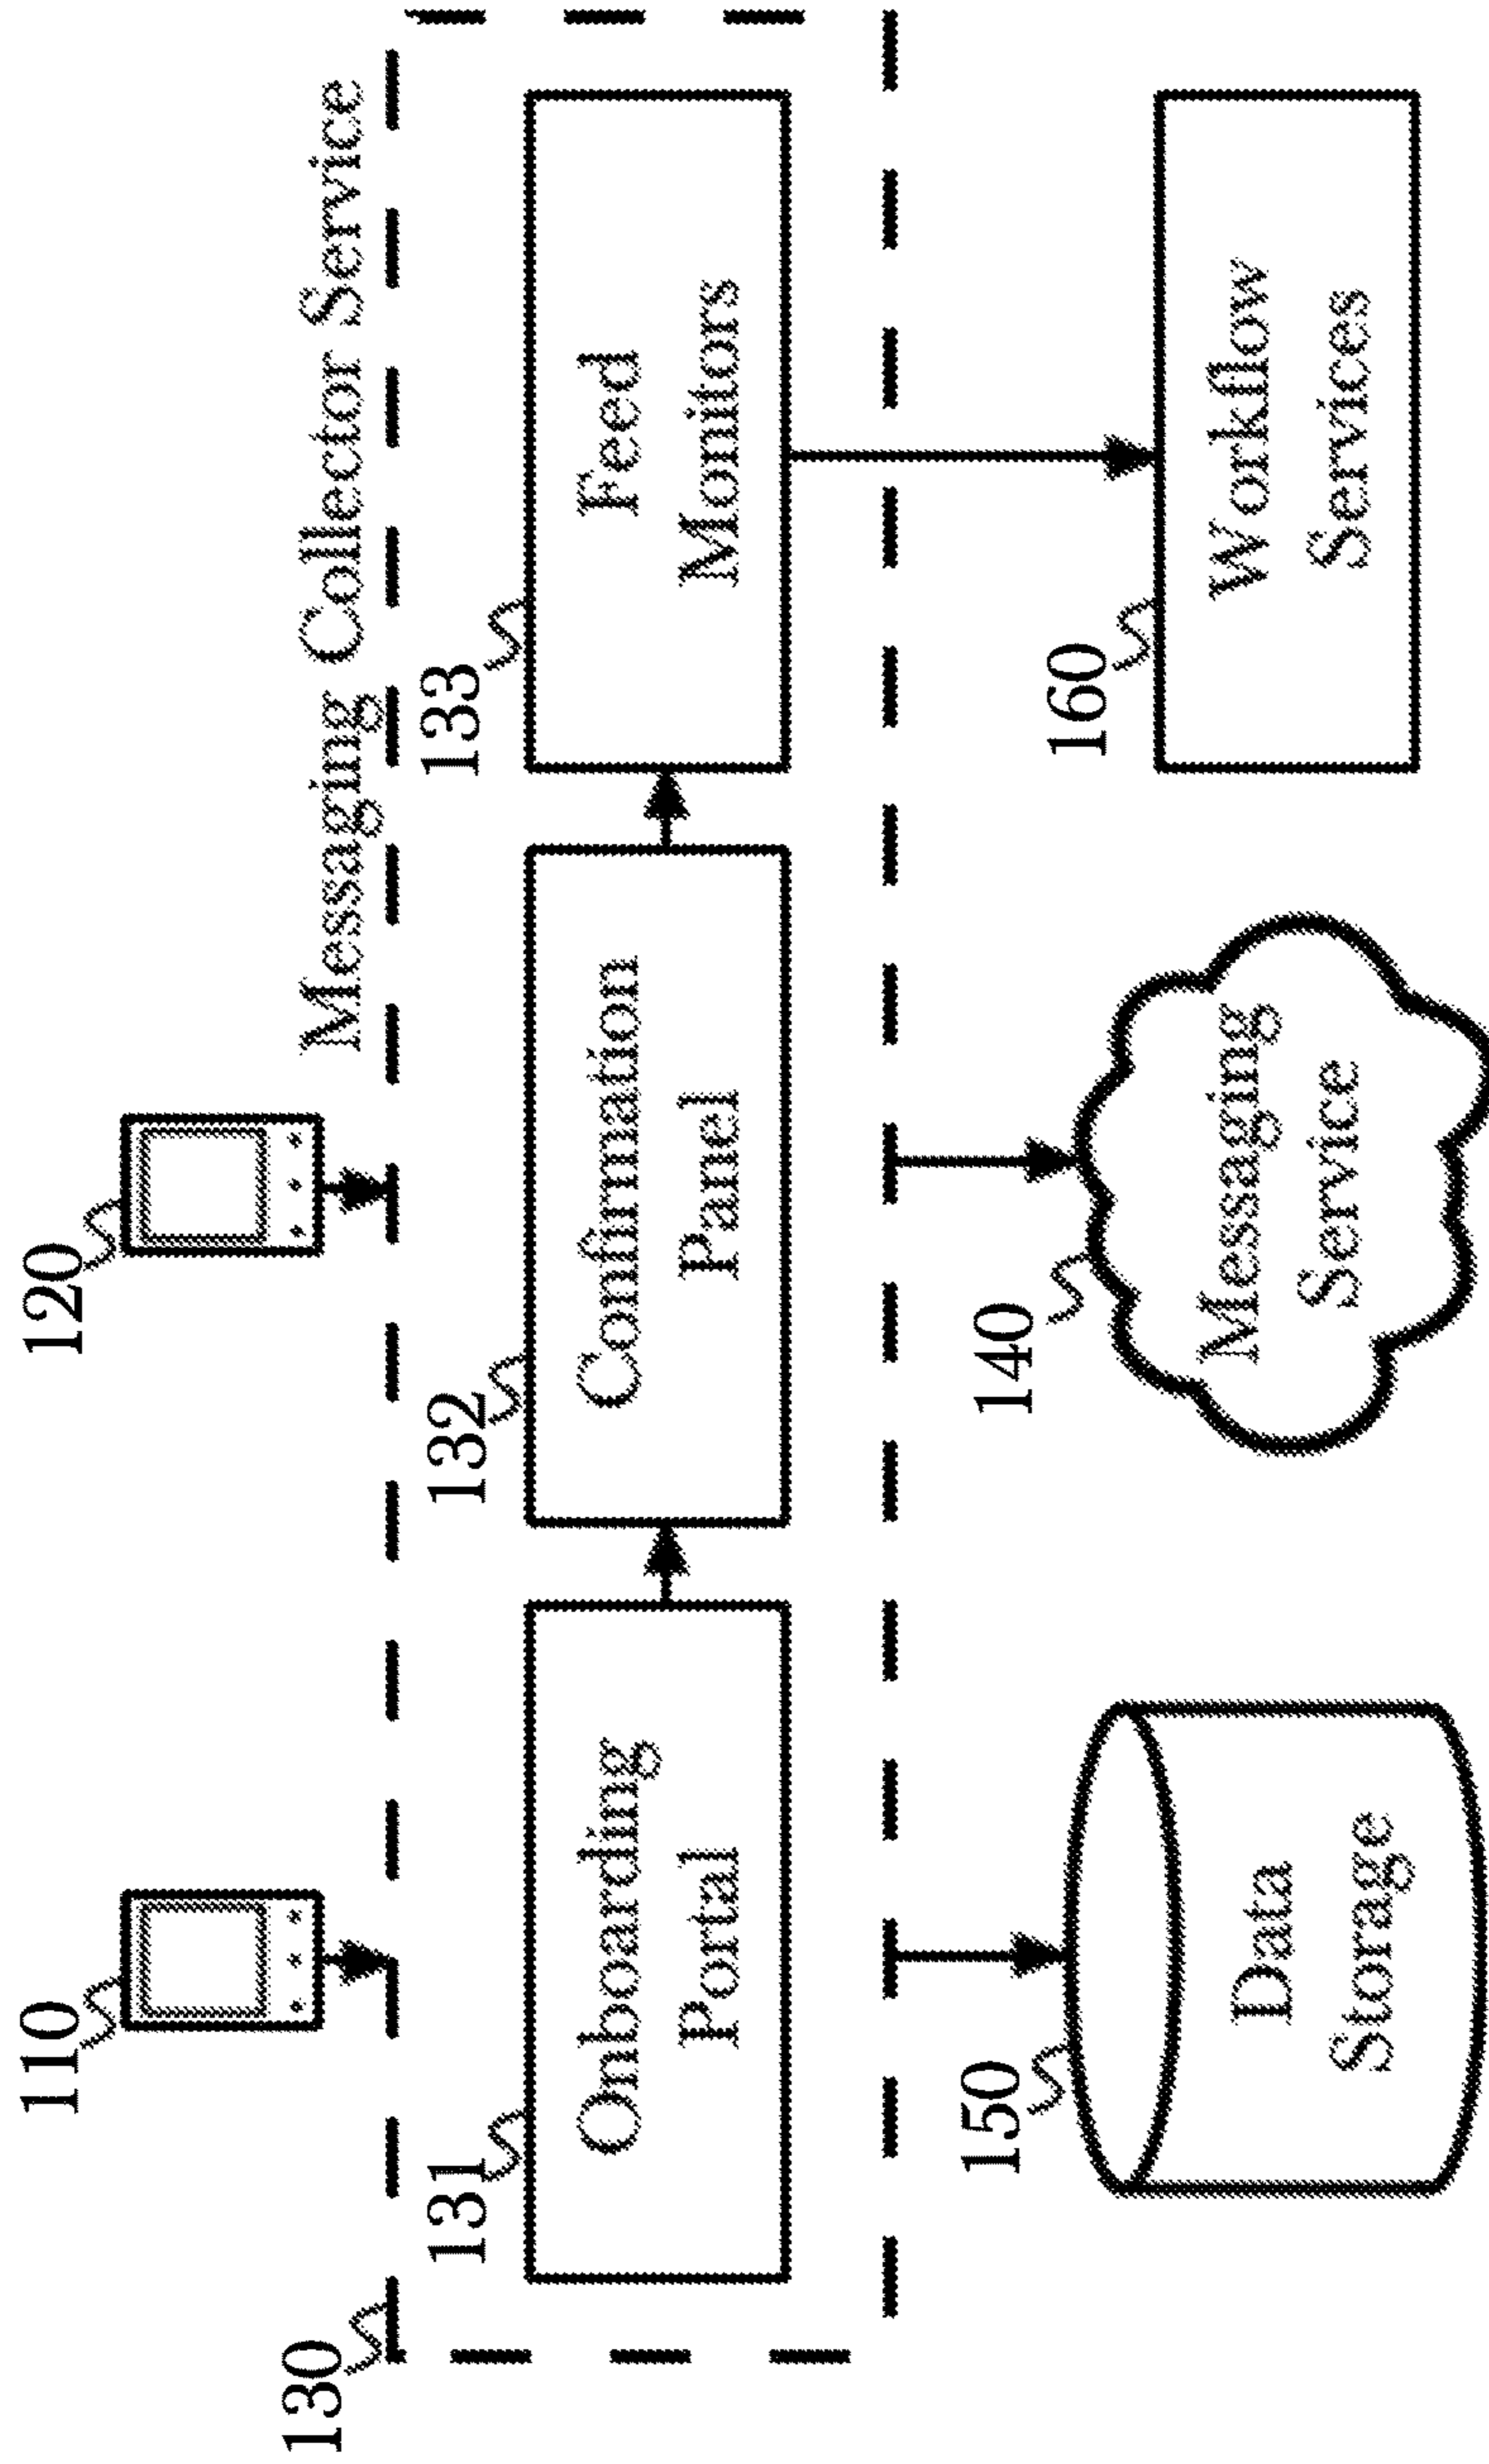 110
120
130
Messaging Collector Service
131
132
133
Onboarding
Portal
Confirmation
Panel
Feed
Monitors
150
140
160
Data
Storage
Messaging
Service
Workflow
Services